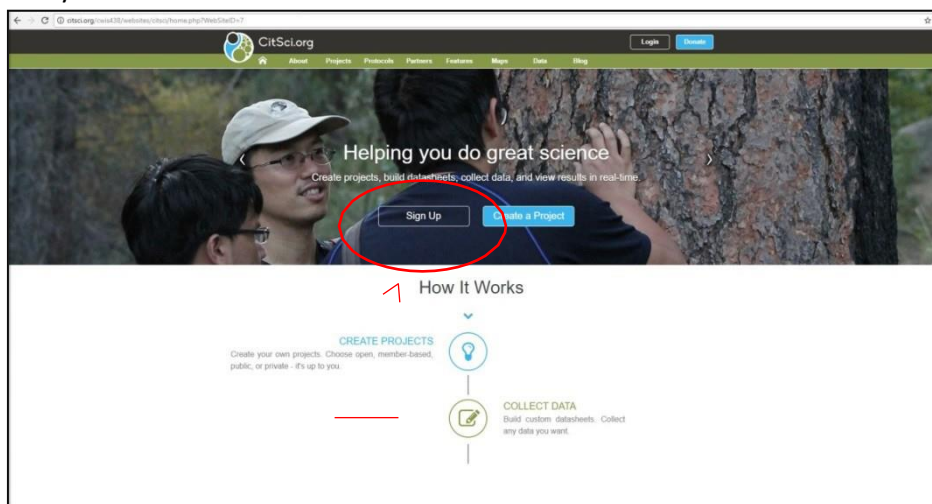 citsci.org/cwis438/websites/citsci/home.php?WebSiteID=7
CitSci.org
Login
Donate
About Projects Protocols Partners Features Maps Data Blog
Helping you do great science
Create projects, build datasheets, collect data, and view results in real-time.
Sign Up
Create a Project
How It Works
CREATE PROJECTS
Create your own projects. Choose open, member-based,
public, or private - it's up to you.
COLLECT DATA
Build custom datasheets. Collect
any data you want.